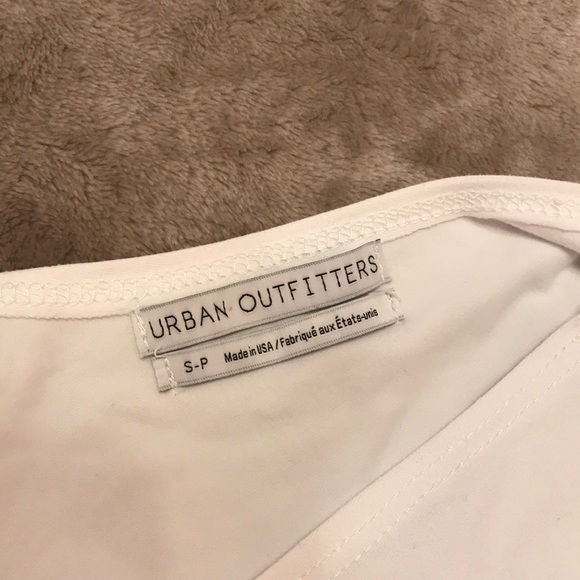 URBAN OUTFITTERS
S-P Made in USA / Fabriqué aux États-unis